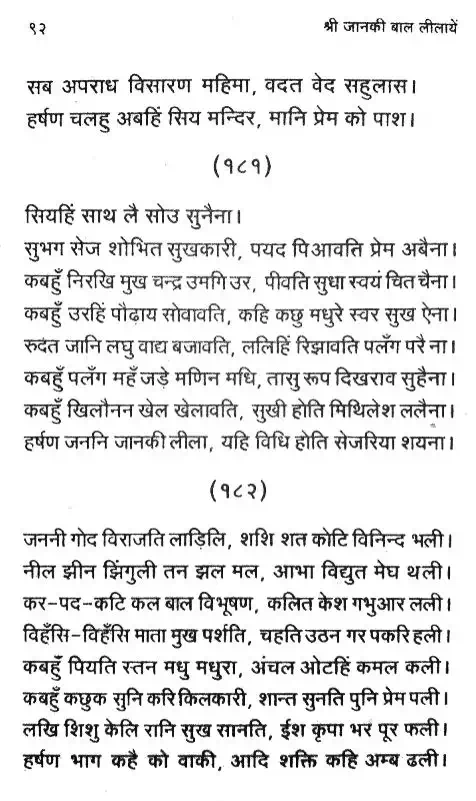 ९२
श्री जानकी बाल लीलायें
सब अपराध विसारण महिमा, वदत वेद सहुलास।
हर्षण चलहु अबहिं सिय मन्दिर, मानि प्रेम को पाश।
(१८१)
सियहिं साथ लै सोउ सुनैना।
सुभग सेज शोभित सुखकारी, पयद पिआवति प्रेम अबैना।
कबहुँ निरखि मुख चन्द्र उमगि उर, पीवति सुधा स्वयं चित चैना।
कबहुँ उरहिं पौढ़ाय सोवावति, कहि कछु मधुरे स्वर सुख ऐना।
रुदत जानि लघु वाद्य बजावति, ललिहिं रिझावति पलँग परै ना।
कबहुँ पलँग महँ जड़े मणिन मधि, तासु रूप दिखराव सुहैना।
कबहुँ खिलौनन खेल खेलावति, सुखी होति मिथिलेश ललैना।
हर्षण जननि जानकी लीला, यहि विधि होति सेजरिया शयना।
(१८२)
जननी गोद विराजति लाड़िलि, शशि शत कोटि विनिन्द भली।
नील झीन झिंगुली तन झल मल, आभा विद्युत मेघ थली।
कर-पद-कटि कल बाल विभूषण, कलित केश गभुआर लली।
विहँसि-विहँसि माता मुख पर्शति, चहति उठन गर पकरि हली।
कबहुँ पियति स्तन मधु मधुरा, अंचल ओटहिं कमल कली।
कबहुँ कछुक सुनि करि किलकारी, शान्त सुनति पुनि प्रेम पली।
लखि शिशु केलि रानि सुख सानति, ईश कृपा भर पूर फली।
हर्षण भाग कहै को वाकी, आदि शक्ति कहि अम्ब ढली।